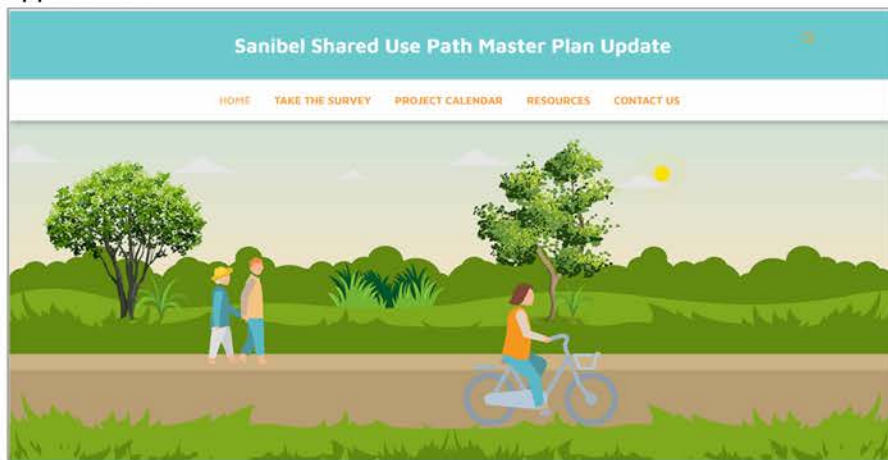 Sanibel Shared Use Path Master Plan Update
HOME TAKE THE SURVEY PROJECT CALENDAR RESOURCES CONTACT US